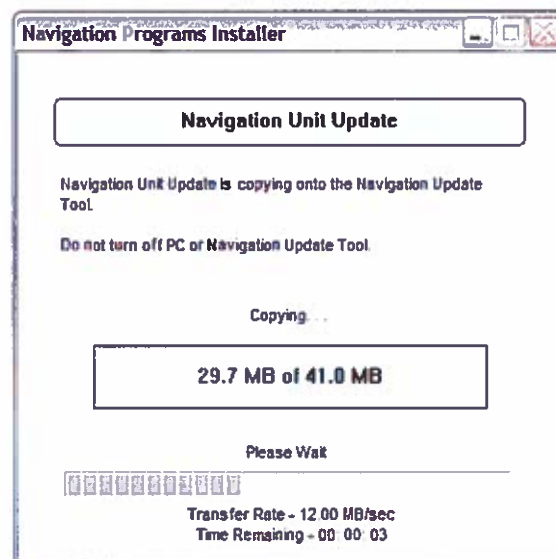 Navigation Programs Installer
Navigation Unit Update
Navigation Unit Update is copying onto the Navigation Update
Tool.
Do not turn off PC or Navigation Update Tool.
Copying. . .
29.7 MB of 41.0 MB
Please Wait
Transfer Rate - 12.00 MB/sec
Time Remaining - 00: 00: 03